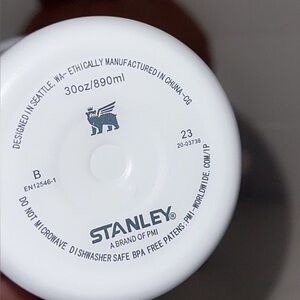 DESIGNED IN SEATTLE, WA- ETHICALLY MANUFACTURED IN CHUNA-CG
30oz/890ml
23
20-03738
B
EN12546-1
STANLEY®
A BRAND OF PMI
DO NOT MICROWAVE DISHWASHER SAFE BPA FREE PATENTS: PMI-WORLDWIDE.COM/IP